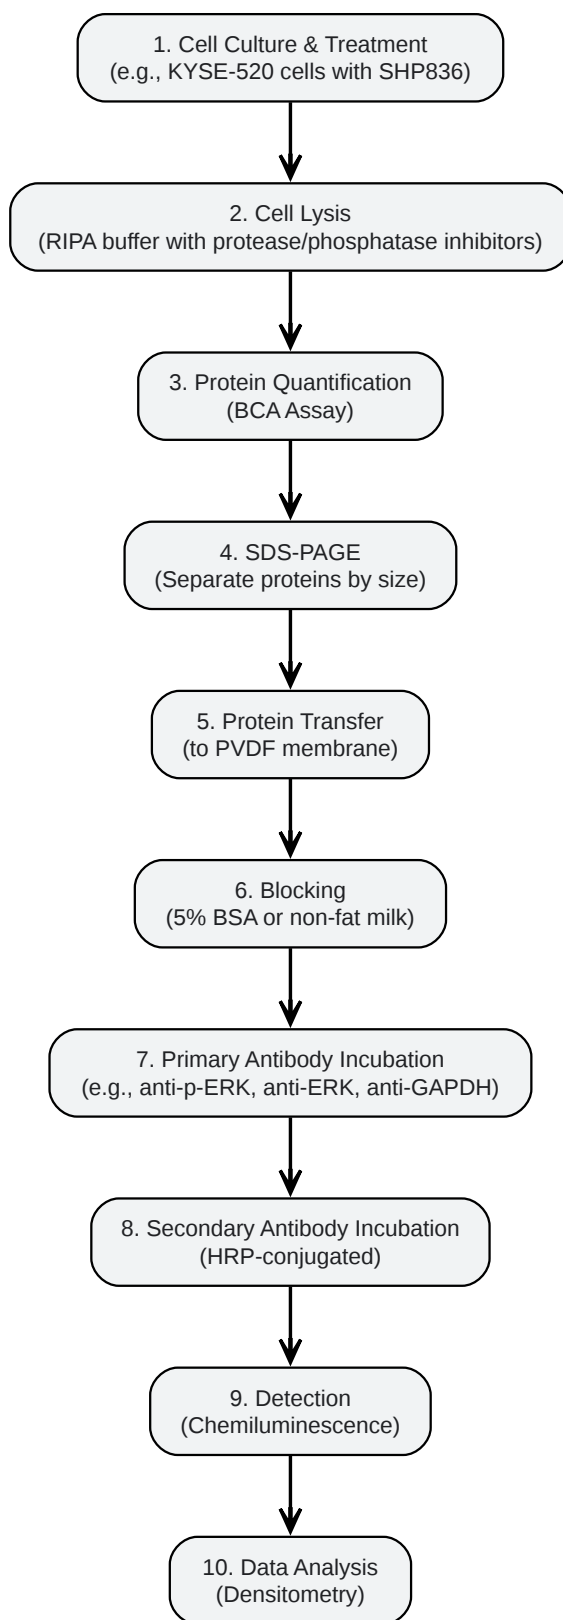 1. Cell Culture & Treatment
(e.g., KYSE-520 cells with SHP836)
2. Cell Lysis
(RIPA buffer with protease/phosphatase inhibitors)
3. Protein Quantification
(BCA Assay)
4. SDS-PAGE
(Separate proteins by size)
5. Protein Transfer
(to PVDF membrane)
6. Blocking
(5% BSA or non-fat milk)
7. Primary Antibody Incubation
(e.g., anti-p-ERK, anti-ERK, anti-GAPDH)
8. Secondary Antibody Incubation
(HRP-conjugated)
9. Detection
(Chemiluminescence)
10. Data Analysis
(Densitometry)